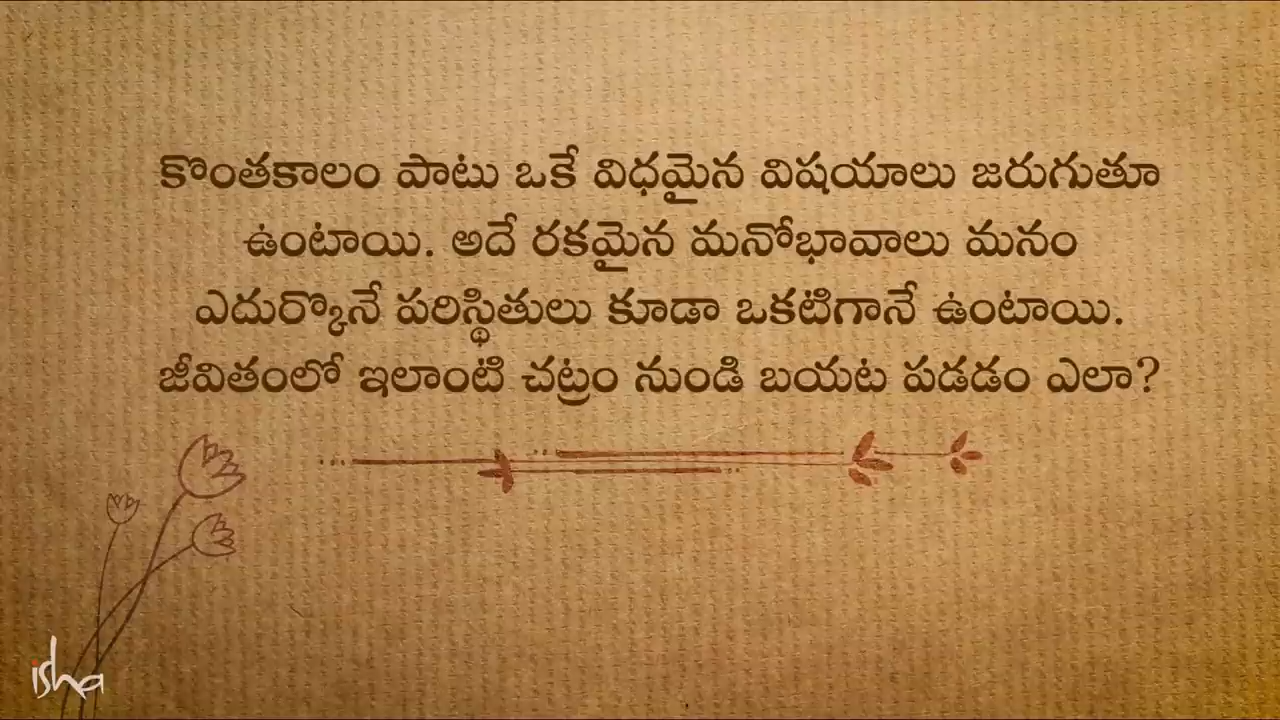 కొంతకాలం పాటు ఒకే విధమైన విషయాలు జరుగుతూ
ఉంటాయి. అదే రకమైన మనోభావాలు మనం
ఎదుర్కొనే పరిస్థితులు కూడా ఒకటిగానే ఉంటాయి.
జీవితంలో ఇలాంటి చట్రం నుండి బయట పడడం ఎలా?
isha